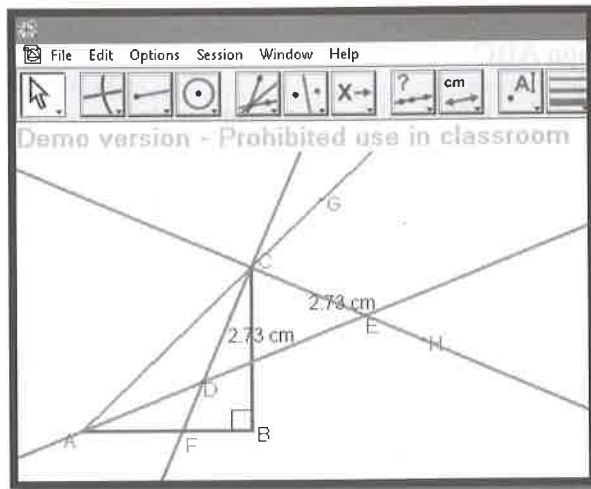 File Edit Options Session Window Help
? cm A
X
Demo version - Prohibited use in classroom
G
C
2.73 cm
E
2.73 cm
H
D
A
F
B